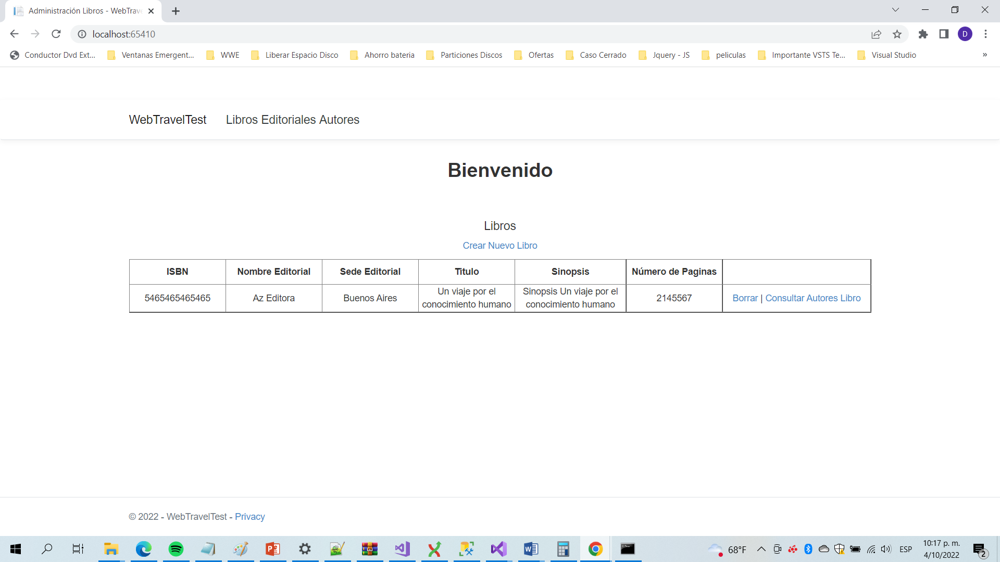 Administración Libros - WebTrave
localhost:65410
D
Conductor Dvd Ext... Ventanas Emergent... WWE Liberar Espacio Disco Ahorro bateria Particiones Discos Ofertas Caso Cerrado Jquery - JS peliculas Importante VSTS Te... Visual Studio »
WebTravelTest Libros Editoriales Autores
Bienvenido
Libros
Crear Nuevo Libro
ISBN Nombre Editorial Sede Editorial Titulo Sinopsis Número de Paginas
5465465465465 Az Editora Buenos Aires Un viaje por el conocimiento humano Sinopsis Un viaje por el conocimiento humano 2145567 Borrar | Consultar Autores Libro
© 2022 - WebTravelTest - Privacy
68°F ESP 10:17 p. m.
4/10/2022 2